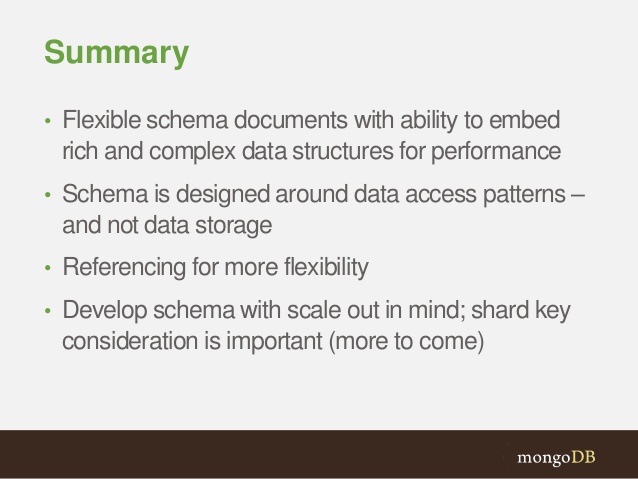 Summary
• Flexible schema documents with ability to embed
rich and complex data structures for performance
• Schema is designed around data access patterns –
and not data storage
• Referencing for more flexibility
• Develop schema with scale out in mind; shard key
consideration is important (more to come)
mongoDB